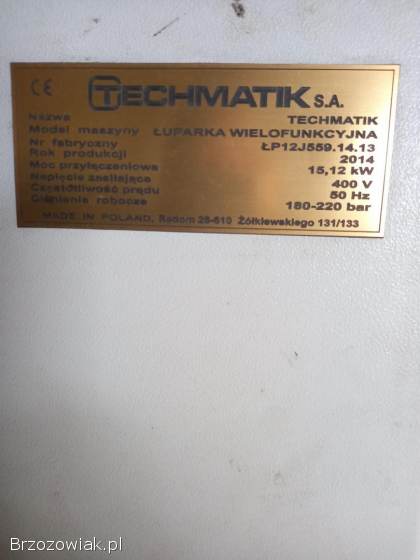 CE TECHMATIK S.A.
Nazwa TECHMATIK
Model maszyny ŁUPARKA WIELOFUNKCYJNA
Nr fabryczny ŁP12J559.14.13
Rok produkcji 2014
Moc przyłączeniowa 15,12 kW
Napięcie zasilające 400 V
Częstotliwość prądu 50 Hz
Ciśnienie robocze 180-220 bar
MADE IN POLAND, Radom 26-610 Żółkiewskiego 131/133
Brzozowiak.pl